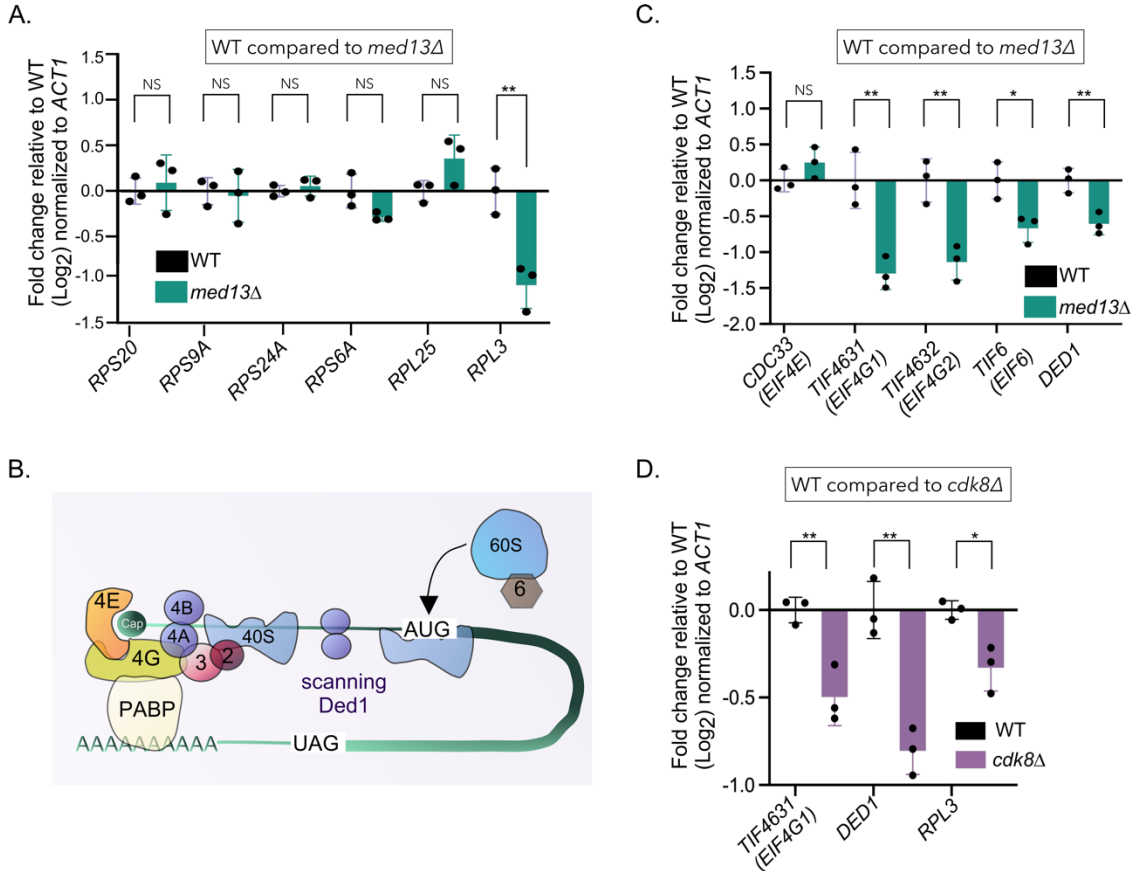 A.
WT compared to med13Δ
Fold change relative to WT
(Log2) normalized to ACT1
1.5
1.0
0.5
0.0
-0.5
-1.0
-1.5
NS
NS
NS
NS
NS
**
WT
med13Δ
RPS20
RPS9A
RPS24A
RPS6A
RPL25
RPL3
B.
4E
Cap
4B
4A
4G
3
2
40S
PABP
scanning
Ded1
AUG
60S
6
AAAAAAAAAA
UAG
C.
WT compared to med13Δ
Fold change relative to WT
(Log2) normalized to ACT1
1.5
1.0
0.5
0.0
-0.5
-1.0
-1.5
-2.0
NS
**
**
*
**
WT
med13Δ
CDC33
(EIF4E)
TIF4631
(EIF4G1)
TIF4632
(EIF4G2)
TIF6
(EIF6)
DED1
D.
WT compared to cdk8Δ
Fold change relative to WT
(Log2) normalized to ACT1
0.0
-0.5
-1.0
**
**
*
WT
cdk8Δ
TIF4631
(EIF4G1)
DED1
RPL3